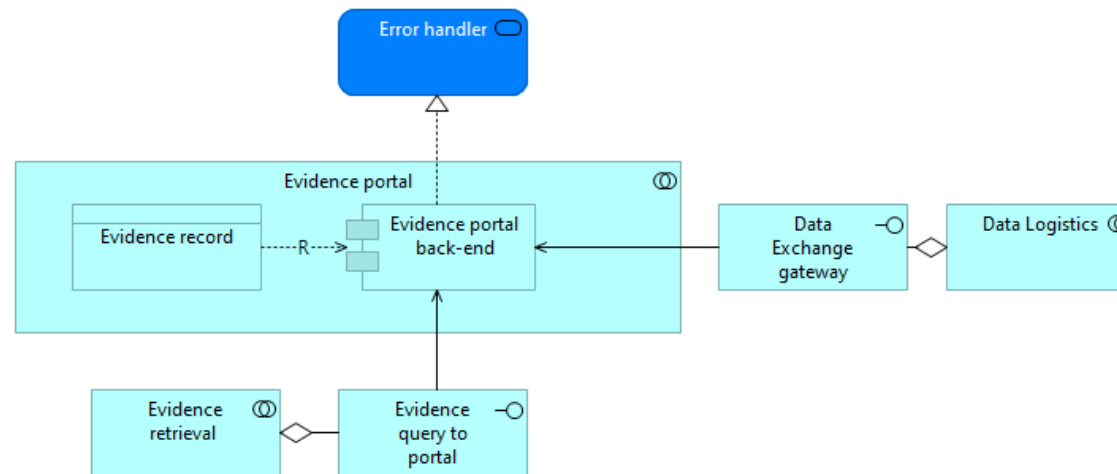 Error handler
Evidence portal
Evidence record
R
Evidence portal
back-end
Data
Exchange
gateway
Data Logistics
Evidence
retrieval
Evidence
query to
portal